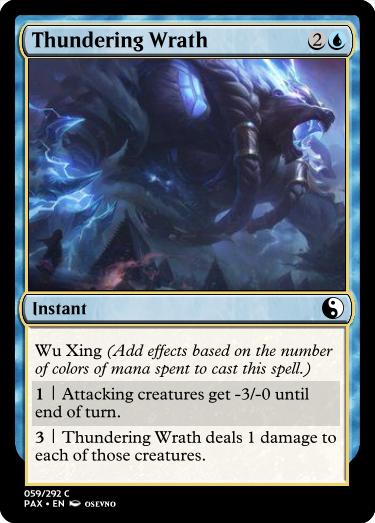 Thundering Wrath 2
Instant
Wu Xing (Add effects based on the number
of colors of mana spent to cast this spell.)
1 | Attacking creatures get -3/-0 until
end of turn.
3 | Thundering Wrath deals 1 damage to
each of those creatures.
059/292 C
PAX • EN OSEVNO